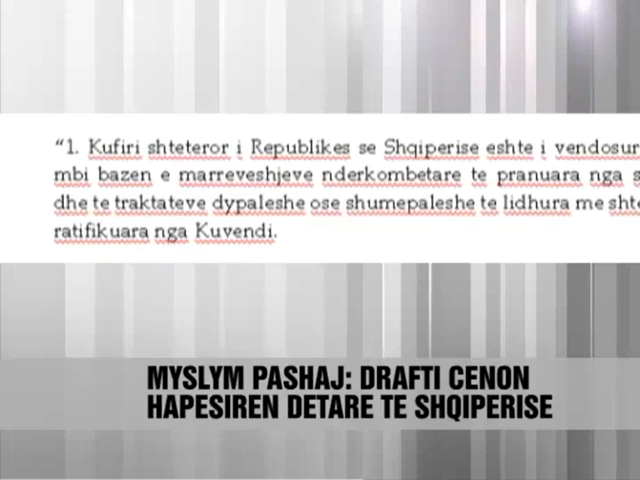 “1. Kufiri shteteror i Republikes se Shqiperise eshte i vendosur
mbi bazen e marreveshjeve nderkombetare te pranuara nga
dhe te traktateve dypaleshe ose shumepaleshe te lidhura me
ratifikuara nga Kuvendi.
MYSLYM PASHAJ: DRAFTI CENON
HAPESIREN DETARE TE SHQIPERISE